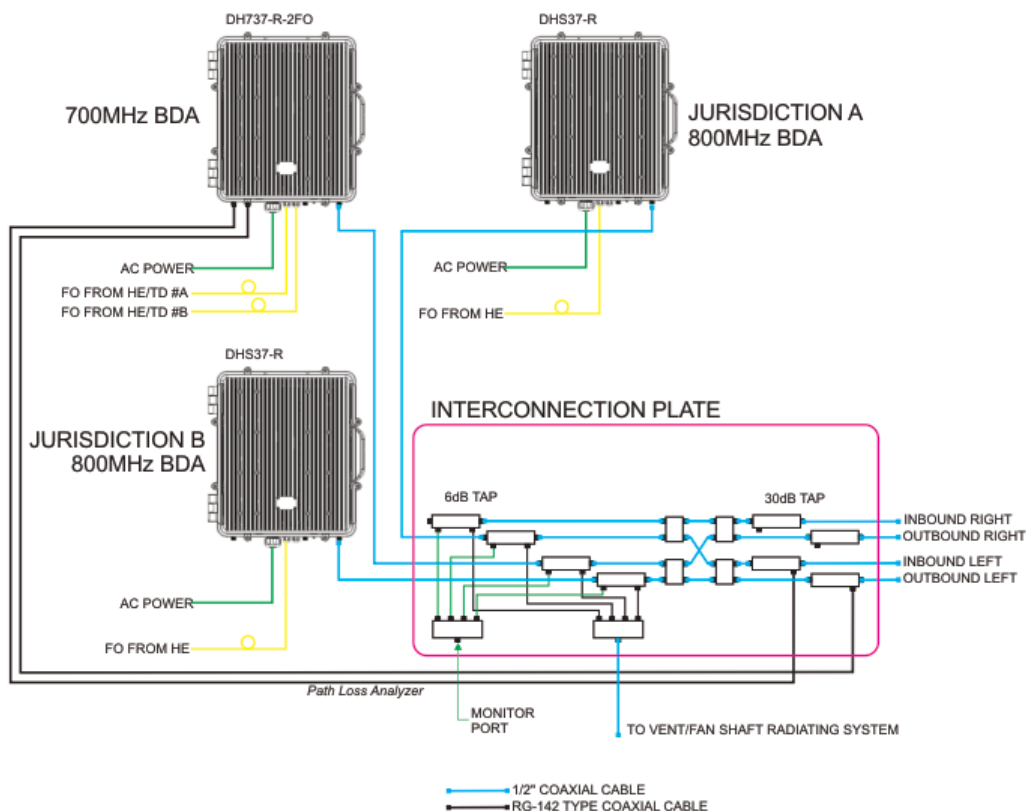 DH737-R-2FO
DHS37-R
700MHz BDA
JURISDICTION A
800MHz BDA
AC POWER
FO FROM HE/TD #A
FO FROM HE/TD #B
AC POWER
FO FROM HE
DHS37-R
JURISDICTION B
800MHz BDA
INTERCONNECTION PLATE
6dB TAP
30dB TAP
INBOUND RIGHT
OUTBOUND RIGHT
INBOUND LEFT
OUTBOUND LEFT
AC POWER
FO FROM HE
Path Loss Analyzer
MONITOR
PORT
TO VENT/FAN SHAFT RADIATING SYSTEM
1/2" COAXIAL CABLE
RG-142 TYPE COAXIAL CABLE